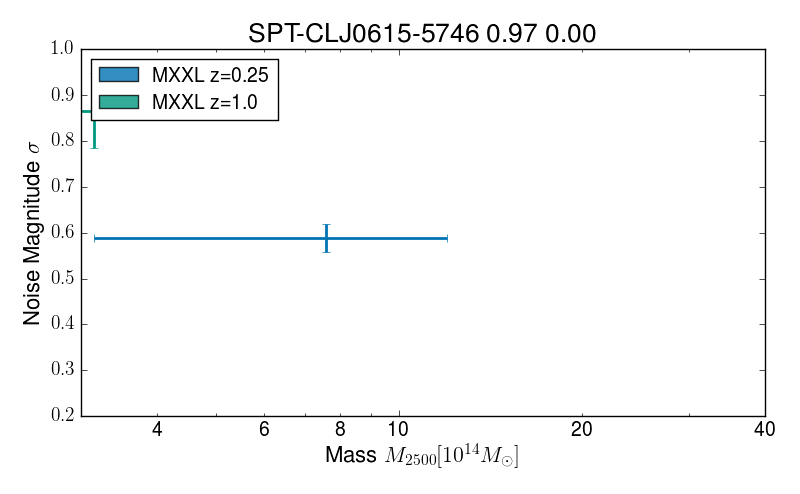 SPT-CLJ0615-5746 0.97 0.00
1.0
0.9
0.8
0.7
0.6
0.5
0.4
0.3
0.2
Noise Magnitude σ
MXXL z=0.25
MXXL z=1.0
4 6 8 10 20 40
Mass M₂₅₀₀[10¹⁴M☉]